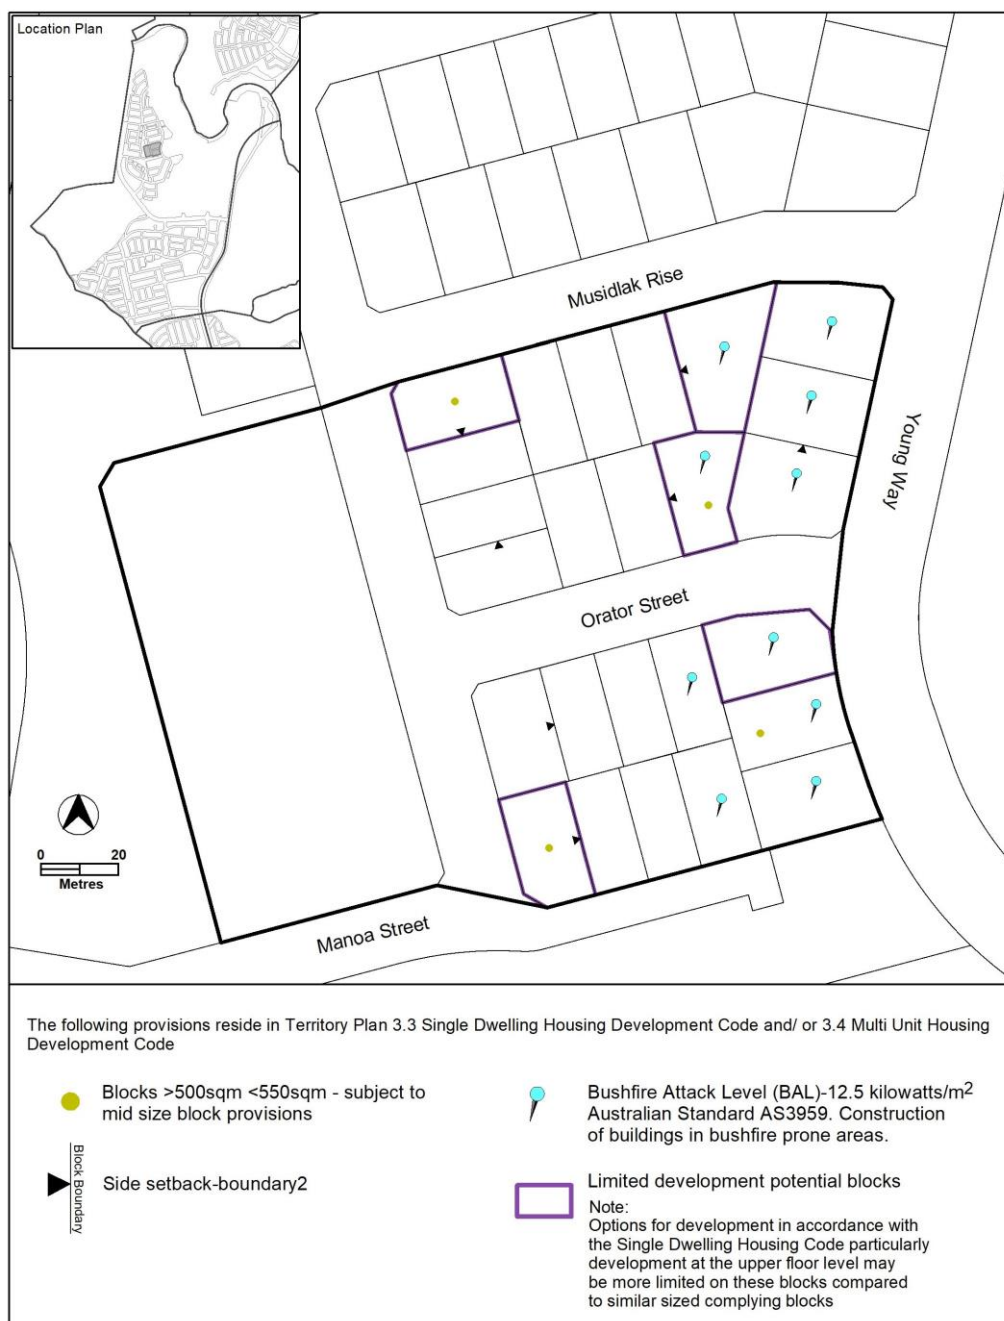 Location Plan
Musidlak Rise
Young Way
Orator Street
0 20
Metres
Manoa Street
The following provisions reside in Territory Plan 3.3 Single Dwelling Housing Development Code and/ or 3.4 Multi Unit Housing
Development Code
Blocks >500sqm <550sqm - subject to
mid size block provisions
Block Boundary
Side setback-boundary2
Bushfire Attack Level (BAL)-12.5 kilowatts/m2
Australian Standard AS3959. Construction
of buildings in bushfire prone areas.
Limited development potential blocks
Note:
Options for development in accordance with
the Single Dwelling Housing Code particularly
development at the upper floor level may
be more limited on these blocks compared
to similar sized complying blocks